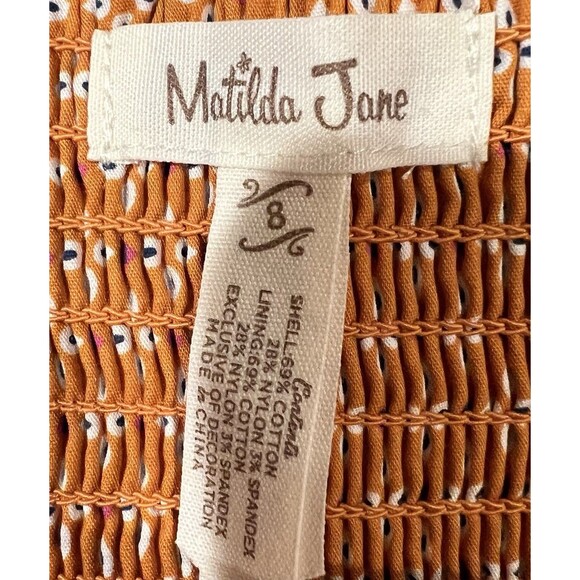 Matilda Jane
8
Contents
SHELL:69% COTTON
28% NYLON 3% SPANDEX
LINING:69% COTTON
28% NYLON 3% SPANDEX
EXCLUSIVE OF DECORATION
MADE in CHINA